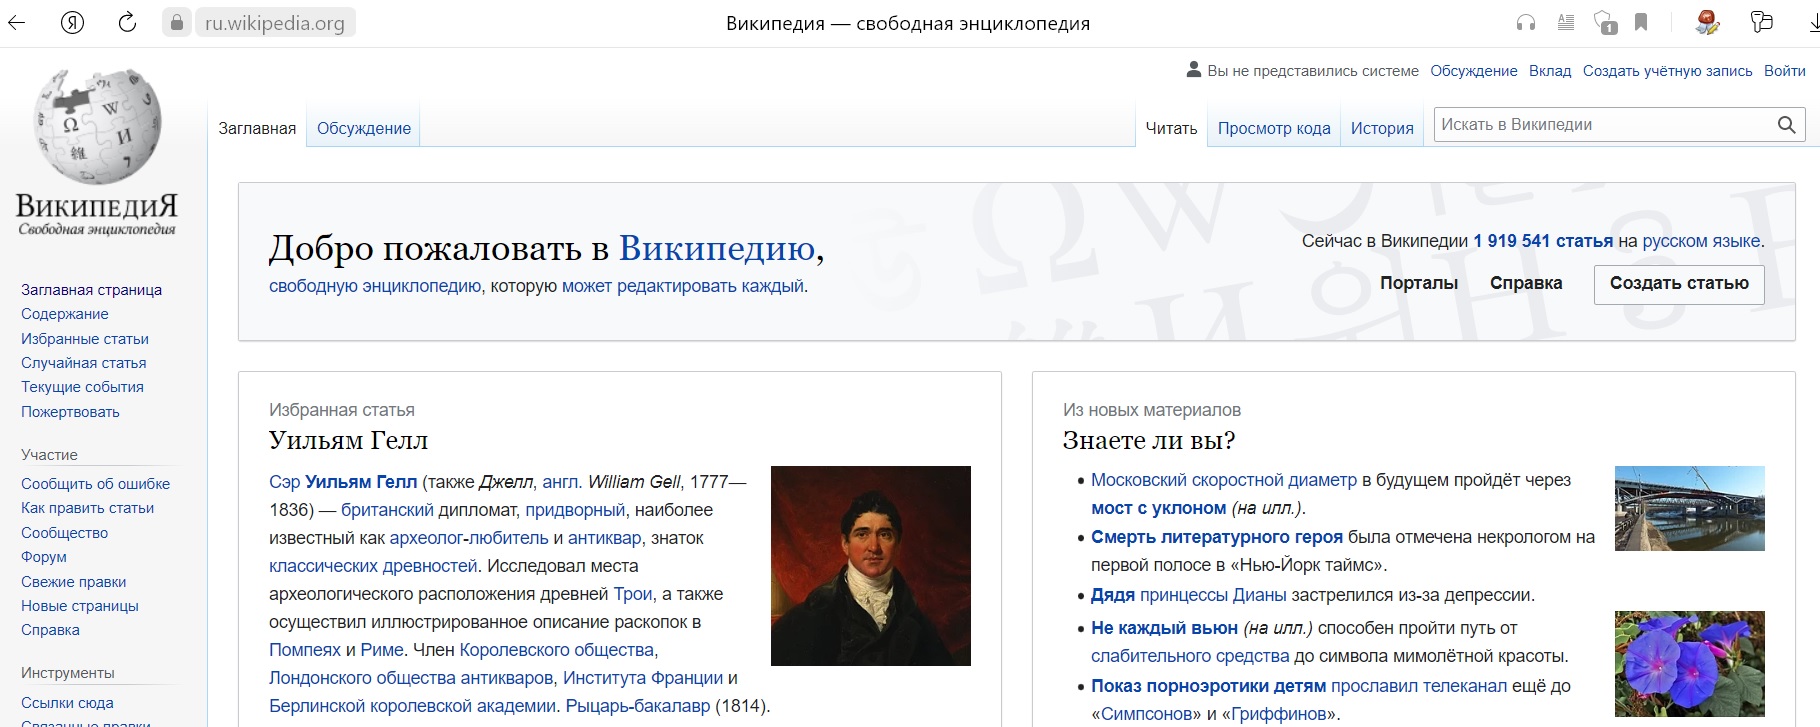 ru.wikipedia.org
Википедия — свободная энциклопедия
1
Вы не представились системе Обсуждение Вклад Создать учётную запись Войти
Заглавная Обсуждение Читать Просмотр кода История Искать в Википедии
ВикипедиЯ
Свободная энциклопедия
Заглавная страница
Содержание
Избранные статьи
Случайная статья
Текущие события
Пожертвовать
Участие
Сообщить об ошибке
Как править статьи
Сообщество
Форум
Свежие правки
Новые страницы
Справка
Инструменты
Ссылки сюда
Связанные правки
Добро пожаловать в Википедию,
свободную энциклопедию, которую может редактировать каждый.
Сейчас в Википедии 1 919 541 статья на русском языке.
Порталы Справка Создать статью
Избранная статья
Уильям Гелл
Сэр Уильям Гелл (также Джелл, англ. William Gell, 1777—
1836) — британский дипломат, придворный, наиболее
известный как археолог-любитель и антиквар, знаток
классических древностей. Исследовал места
археологического расположения древней Трои, а также
осуществил иллюстрированное описание раскопок в
Помпеях и Риме. Член Королевского общества,
Лондонского общества антикваров, Института Франции и
Берлинской королевской академии. Рыцарь-бакалавр (1814).
Из новых материалов
Знаете ли вы?
Московский скоростной диаметр в будущем пройдёт через
мост с уклоном (на илл.).
Смерть литературного героя была отмечена некрологом на
первой полосе в «Нью-Йорк таймс».
Дядя принцессы Дианы застрелился из-за депрессии.
Не каждый вьюн (на илл.) способен пройти путь от
слабительного средства до символа мимолётной красоты.
Показ порноэротики детям прославил телеканал ещё до
«Симпсонов» и «Гриффинов».